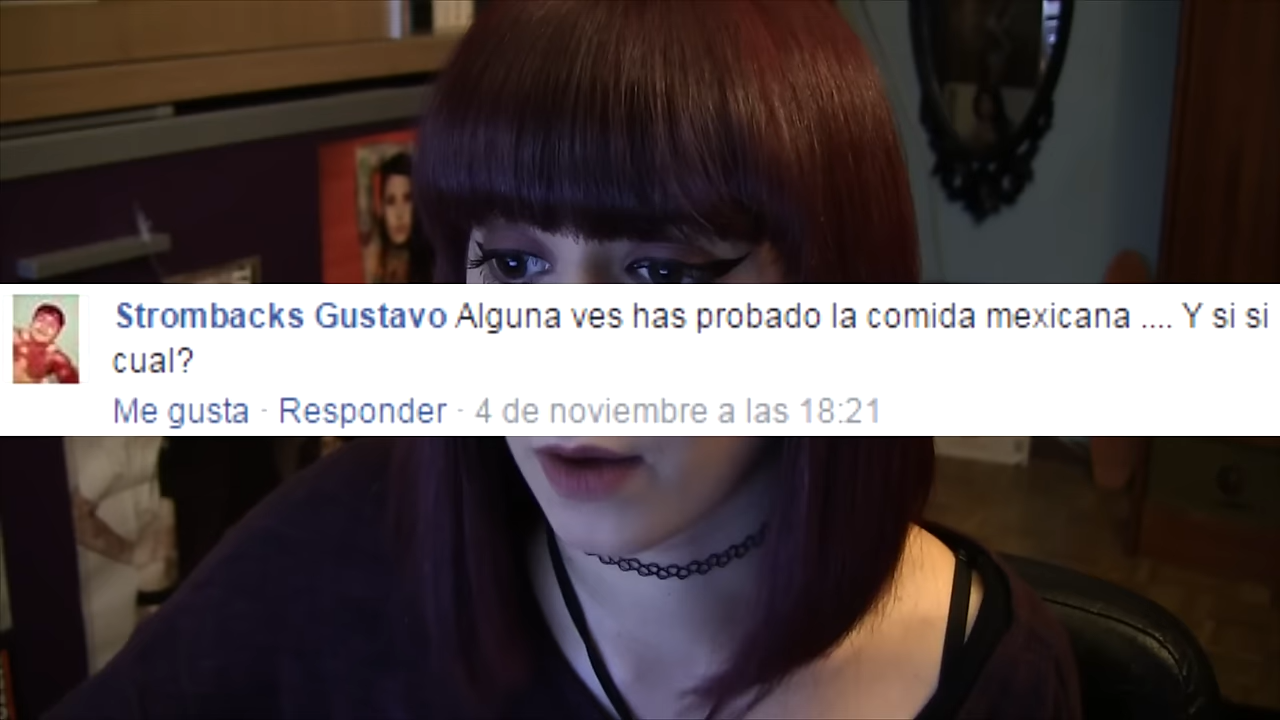 Strombacks Gustavo Alguna ves has probado la comida mexicana .... Y si si
cual?
Me gusta · Responder · 4 de noviembre a las 18:21